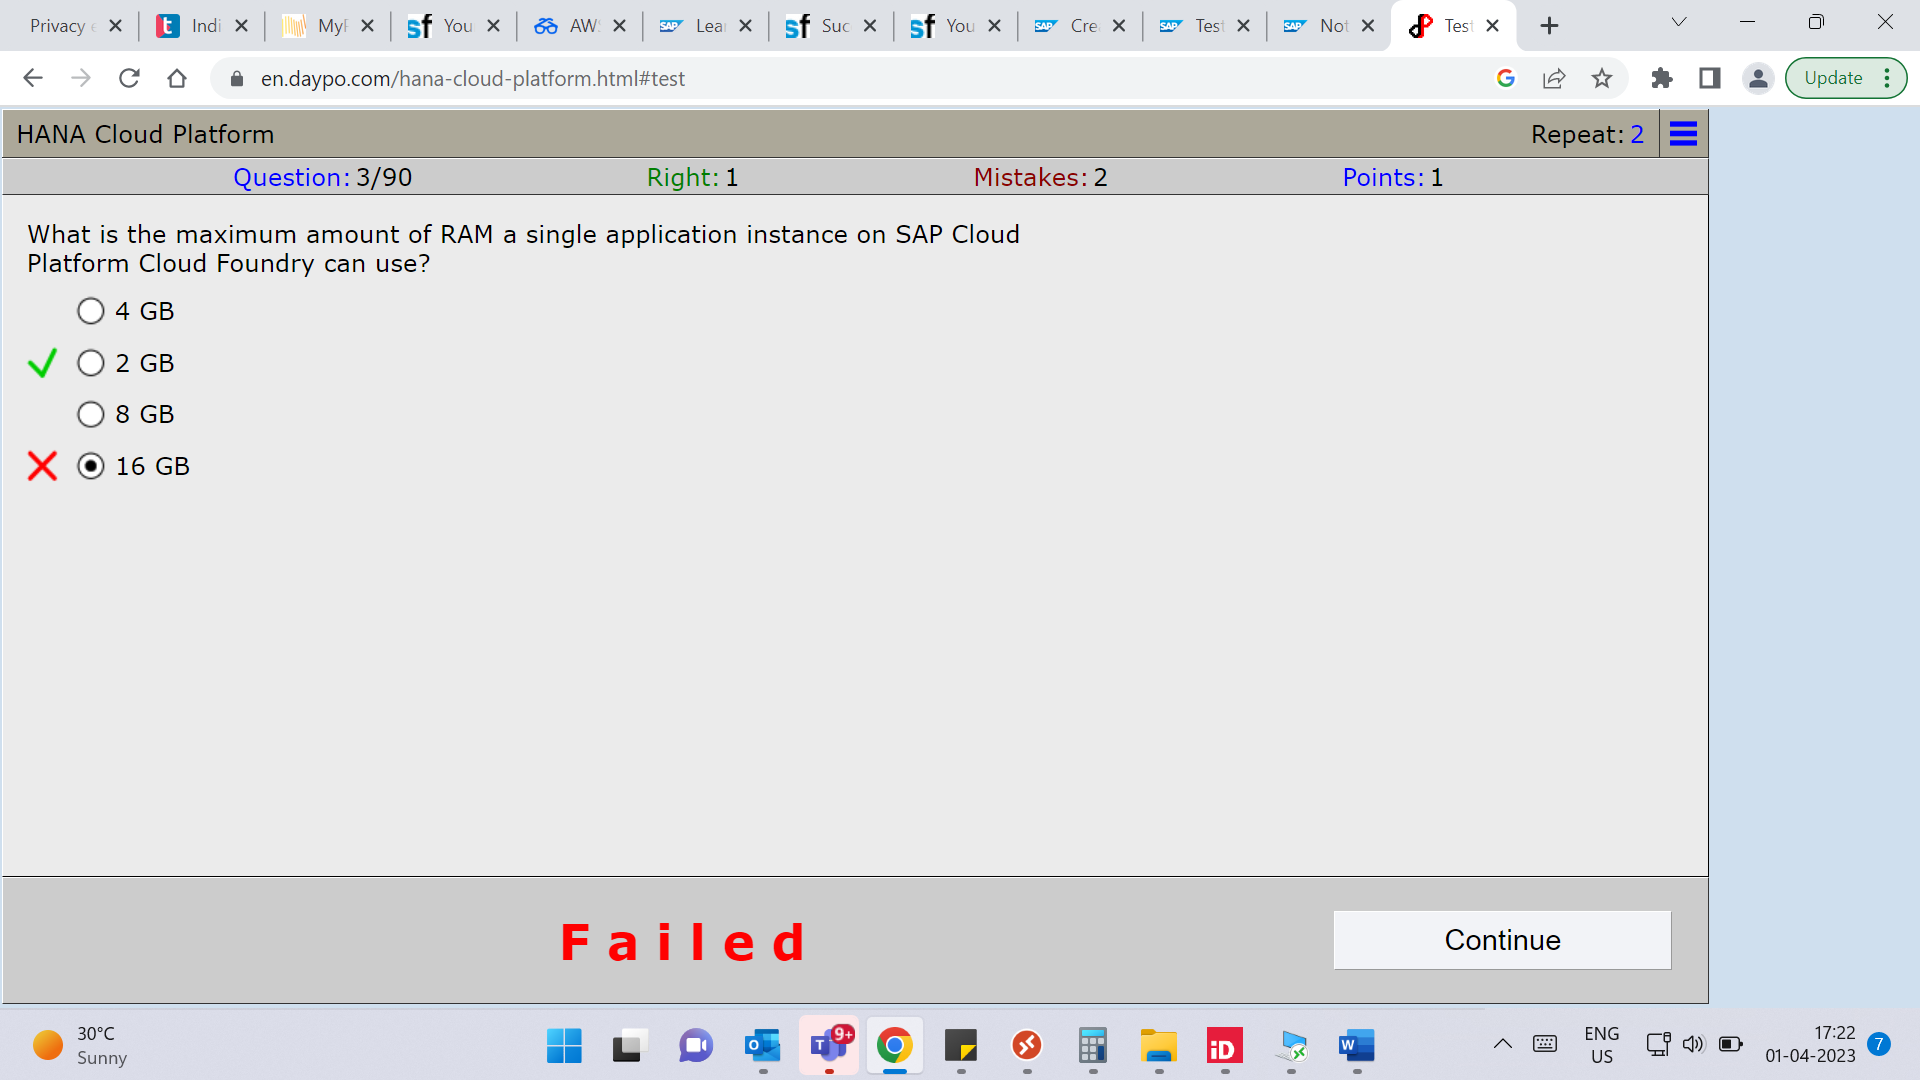 Privacy e
Indi
MyF
You
AW
Lear
Suc
You
Cre
Test
Not
Test
en.daypo.com/hana-cloud-platform.html#test
Update
HANA Cloud Platform
Repeat: 2
Question: 3/90 Right: 1 Mistakes: 2 Points: 1
What is the maximum amount of RAM a single application instance on SAP Cloud
Platform Cloud Foundry can use?
4 GB
2 GB
8 GB
16 GB
Failed
Continue
30°C
Sunny
9+
ENG
US
17:22
01-04-2023
7